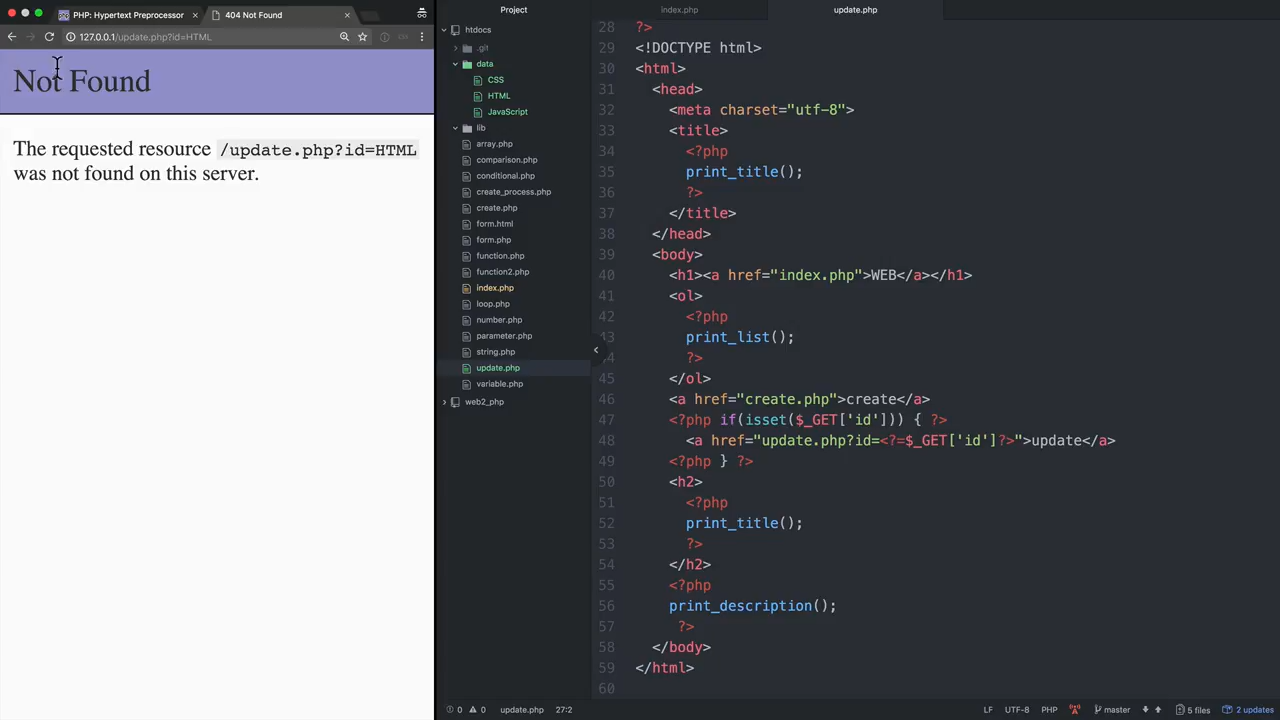 PHP: Hypertext Preprocessor
404 Not Found
127.0.0.1/update.php?id=HTML
Not Found
The requested resource /update.php?id=HTML
was not found on this server.
Project
htdocs
.git
data
CSS
HTML
JavaScript
lib
array.php
comparison.php
conditional.php
create_process.php
create.php
form.html
form.php
function.php
function2.php
index.php
loop.php
number.php
parameter.php
string.php
update.php
variable.php
web2_php
index.php
update.php
28 ?>
29 <!DOCTYPE html>
30 <html>
31 <head>
32 <meta charset="utf-8">
33 <title>
34 <?php
35 print_title();
36 ?>
37 </title>
38 </head>
39 <body>
40 <h1><a href="index.php">WEB</a></h1>
41 <ol>
42 <?php
43 print_list();
44 ?>
45 </ol>
46 <a href="create.php">create</a>
47 <?php if(isset($_GET['id'])) { ?>
48 <a href="update.php?id=<?=$_GET['id']?>">update</a>
49 <?php } ?>
50 <h2>
51 <?php
52 print_title();
53 ?>
54 </h2>
55 <?php
56 print_description();
57 ?>
58 </body>
59 </html>
60
0 0 update.php 27:2
LF UTF-8 PHP master 5 files 2 updates